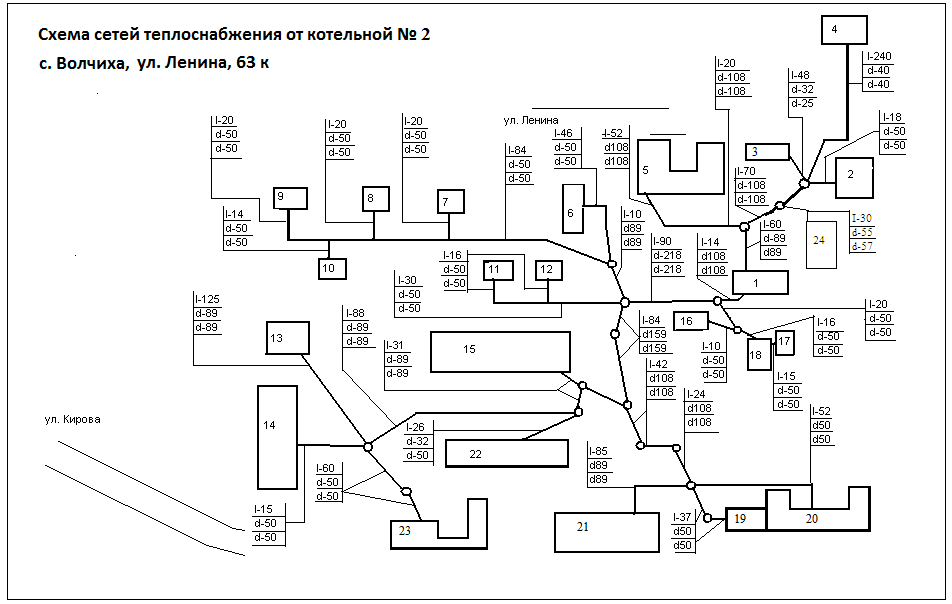 Схема сетей теплоснабжения от котельной № 2
с. Волчиха, ул. Ленина, 63 к
4
l-240
d-40
d-40
l-20
d-108
d-108
l-48
d-32
d-25
l-18
d-50
d-50
l-20
d-50
d-50
l-20
d-50
d-50
l-20
d-50
d-50
ул. Ленина
l-46
d-50
d-50
l-52
d108
d108
l-84
d-50
d-50
3
2
5
l-70
d-108
d-108
9
8
7
6
l-14
d-50
d-50
l-10
d89
d89
l-60
d-89
d89
24
l-30
d-55
d-57
l-90
d-218
d-218
l-14
d108
d108
10
l-16
d-50
d-50
11
12
1
l-30
d-50
d-50
l-125
d-89
d-89
l-88
d-89
d-89
l-84
d159
d159
16
l-20
d-50
d-50
l-16
d-50
d-50
13
15
l-31
d-89
d-89
l-10
d-50
d-50
18
17
l-42
d108
d108
l-15
d-50
d-50
l-24
d108
d108
l-52
d50
d50
ул. Кирова
14
l-26
d-32
d-50
22
l-85
d89
d89
l-60
d-50
d-50
l-15
d-50
d-50
23
21
l-37
d50
d50
19
20